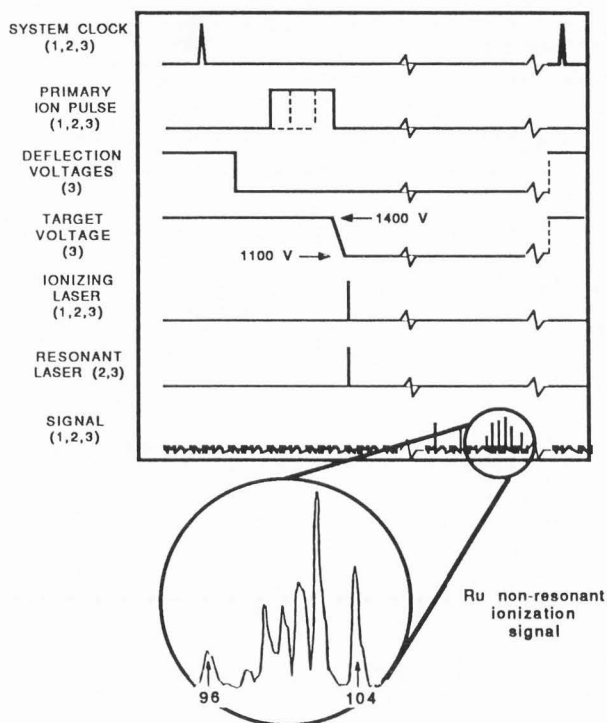 SYSTEM CLOCK
(1,2,3)
PRIMARY
ION PULSE
(1,2,3)
DEFLECTION
VOLTAGES
(3)
TARGET
VOLTAGE
(3)
1400 V
1100 V
IONIZING
LASER
(1,2,3)
RESONANT
LASER (2,3)
SIGNAL
(1,2,3)
Ru non-resonant
ionization
signal
96
104